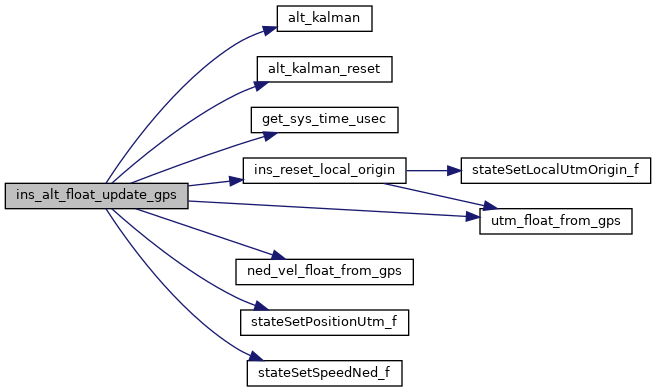 alt_kalman
alt_kalman_reset
get_sys_time_usec
ins_reset_local_origin
stateSetLocalUtmOrigin_f
ins_alt_float_update_gps
utm_float_from_gps
ned_vel_float_from_gps
stateSetPositionUtm_f
stateSetSpeedNed_f